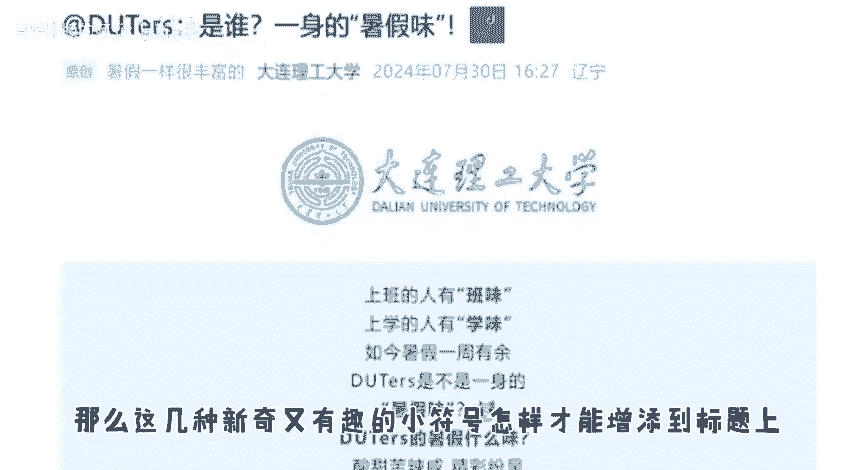 @DUTers：是谁？一身的“暑假味”！
原创 暑假一样很丰富的 大连理工大学 2024年07月30日 16:27 辽宁
大连理工大学
DALIAN UNIVERSITY OF TECHNOLOGY
上班的人有“班味”
上学的人有“学味”
如今暑假一周有余
DUTers是不是一身的
“暑假味”？
那么这几种新奇又有趣的小符号怎样才能增添到标题上
DUTers的暑假什么味？